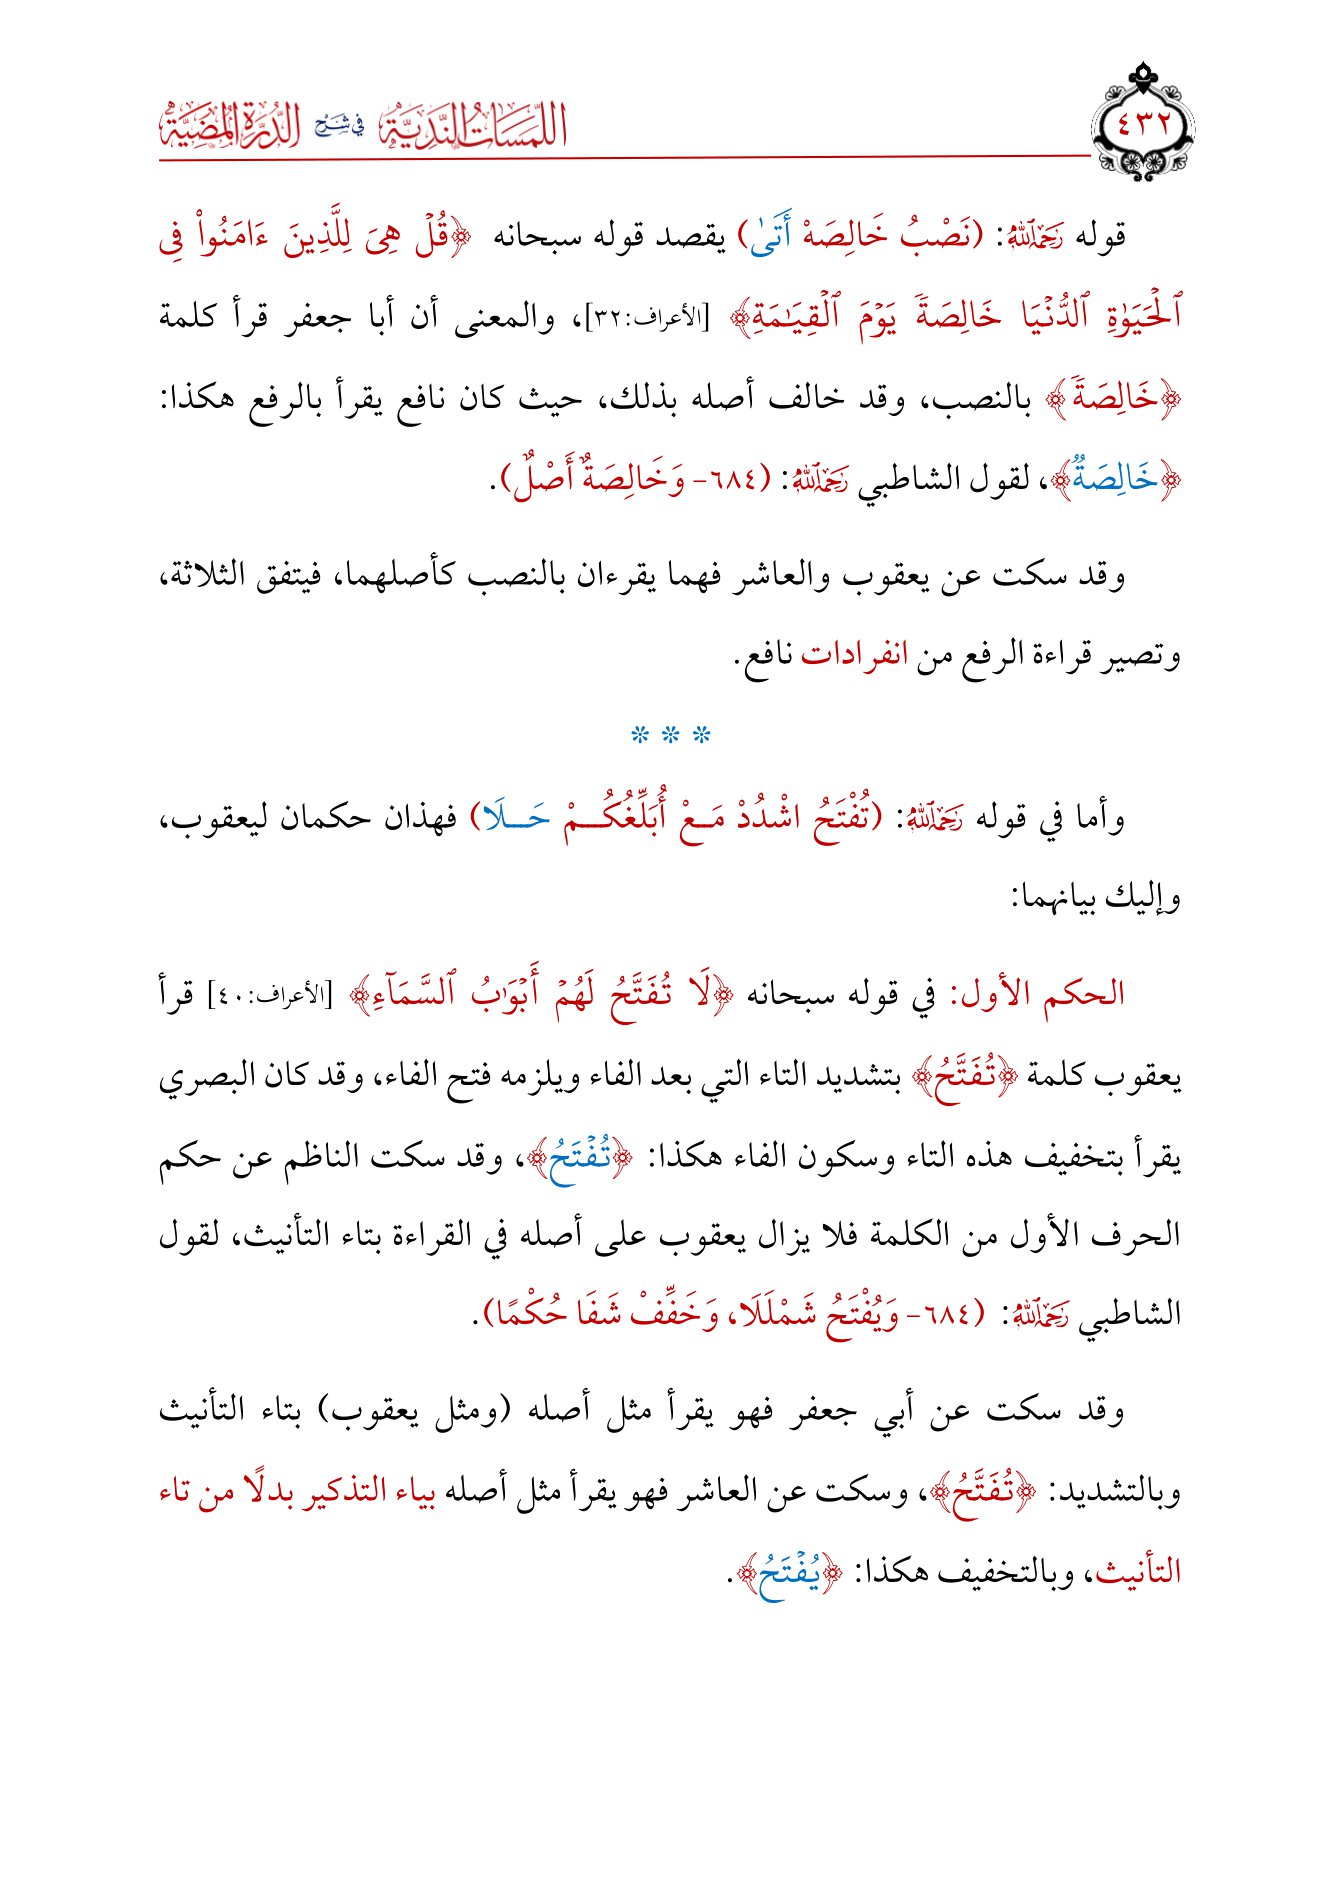 اللمسات الندية في شرح الدرة المضية
٤٣٢
قوله رَحِمَهُ ٱللَّهُ: (نَصْبُ خَالِصَهْ أَتَىٰ) يقصد قوله سبحانه ﴿قُلْ هِىَ لِلَّذِينَ ءَامَنُوا۟ فِى
ٱلْحَيَوٰةِ ٱلدُّنْيَا خَالِصَةً يَوْمَ ٱلْقِيَـٰمَةِ﴾ [الأعراف:٣٢]، والمعنى أن أبا جعفر قرأ كلمة
﴿خَالِصَةً﴾ بالنصب، وقد خالف أصله بذلك، حيث كان نافع يقرأ بالرفع هكذا:
﴿خَالِصَةٌ﴾، لقول الشاطبي رَحِمَهُ ٱللَّهُ: (٦٨٤- وَخَالِصَةٌ أَصْلٌ).
وقد سكت عن يعقوب والعاشر فهما يقرءان بالنصب كأصلهما، فيتفق الثلاثة،
وتصير قراءة الرفع من انفرادات نافع.
* * *
وأما في قوله رَحِمَهُ ٱللَّهُ: (تُفْتَحُ اشْدُدْ مَـعْ أُبَلِّغُكُـمْ حَـلَا) فهذان حكمان ليعقوب،
وإليك بيانهما:
الحكم الأول: في قوله سبحانه ﴿لَا تُفَتَّحُ لَهُمْ أَبْوَٰبُ ٱلسَّمَآءِ﴾ [الأعراف:٤٠] قرأ
يعقوب كلمة ﴿تُفَتَّحُ﴾ بتشديد التاء التي بعد الفاء ويلزمه فتح الفاء، وقد كان البصري
يقرأ بتخفيف هذه التاء وسكون الفاء هكذا: ﴿تُفْتَحُ﴾، وقد سكت الناظم عن حكم
الحرف الأول من الكلمة فلا يزال يعقوب على أصله في القراءة بتاء التأنيث، لقول
الشاطبي رَحِمَهُ ٱللَّهُ: (٦٨٤- وَيُفْتَحُ شَمْلَلَا، وَخَفِّفْ شَفَا حُكْمًا).
وقد سكت عن أبي جعفر فهو يقرأ مثل أصله (ومثل يعقوب) بتاء التأنيث
وبالتشديد: ﴿تُفَتَّحُ﴾، وسكت عن العاشر فهو يقرأ مثل أصله بياء التذكير بدلًا من تاء
التأنيث، وبالتخفيف هكذا: ﴿يُفْتَحُ﴾.